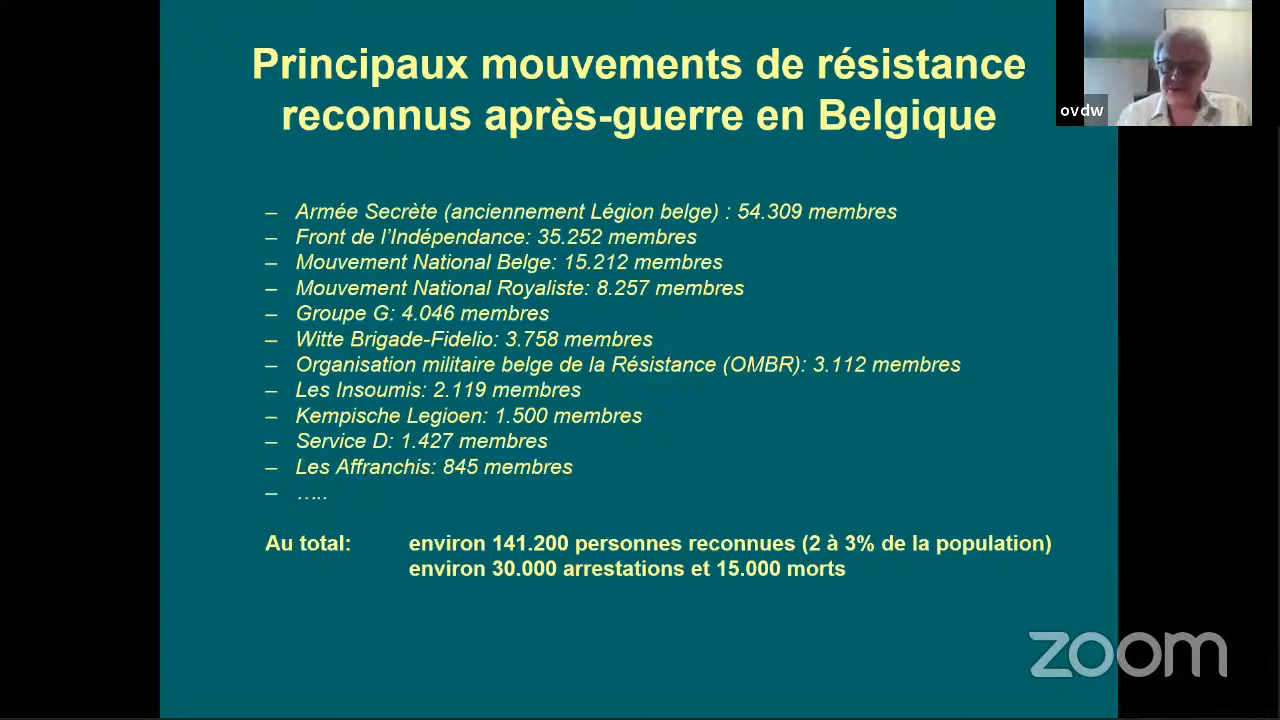 Principaux mouvements de résistance
reconnus après-guerre en Belgique
ovdw
– Armée Secrète (anciennement Légion belge) : 54.309 membres
– Front de l'Indépendance: 35.252 membres
– Mouvement National Belge: 15.212 membres
– Mouvement National Royaliste: 8.257 membres
– Groupe G: 4.046 membres
– Witte Brigade-Fidelio: 3.758 membres
– Organisation militaire belge de la Résistance (OMBR): 3.112 membres
– Les Insoumis: 2.119 membres
– Kempische Legioen: 1.500 membres
– Service D: 1.427 membres
– Les Affranchis: 845 membres
– …..
Au total: environ 141.200 personnes reconnues (2 à 3% de la population)
environ 30.000 arrestations et 15.000 morts
zoom